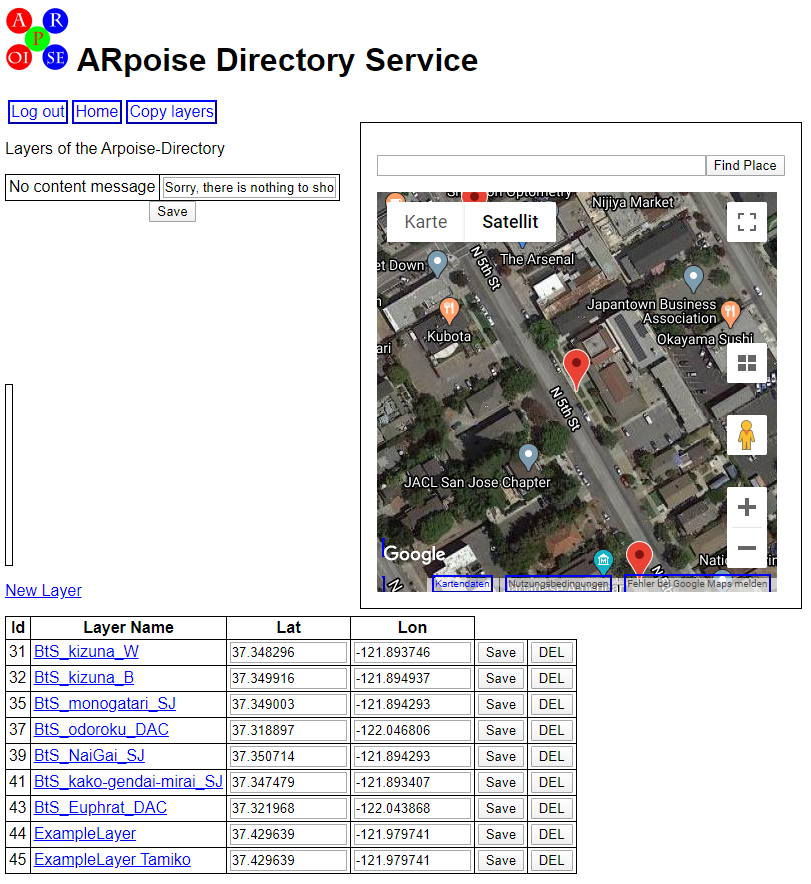 A R
P
OI SE
ARpoise Directory Service
Log out Home Copy layers
Layers of the Arpoise-Directory
No content message Sorry, there is nothing to sho
Save
Find Place
Optometry
Nijiya Market
Karte Satellit
et Down
The Arsenal
N 5th St
Japantown Business
Association
Kubota
Okayama Sushi
ari
N 5th St
JACL San Jose Chapter
Google
Kartendaten Nutzungsbedingungen Fehler bei Google Maps melden
New Layer
Id Layer Name Lat Lon
31 BtS_kizuna_W 37.348296 -121.893746 Save DEL
32 BtS_kizuna_B 37.349916 -121.894937 Save DEL
35 BtS_monogatari_SJ 37.349003 -121.894293 Save DEL
37 BtS_odoroku_DAC 37.318897 -122.046806 Save DEL
39 BtS_NaiGai_SJ 37.350714 -121.894293 Save DEL
41 BtS_kako-gendai-mirai_SJ 37.347479 -121.893407 Save DEL
43 BtS_Euphrat_DAC 37.321968 -122.043868 Save DEL
44 ExampleLayer 37.429639 -121.979741 Save DEL
45 ExampleLayer Tamiko 37.429639 -121.979741 Save DEL